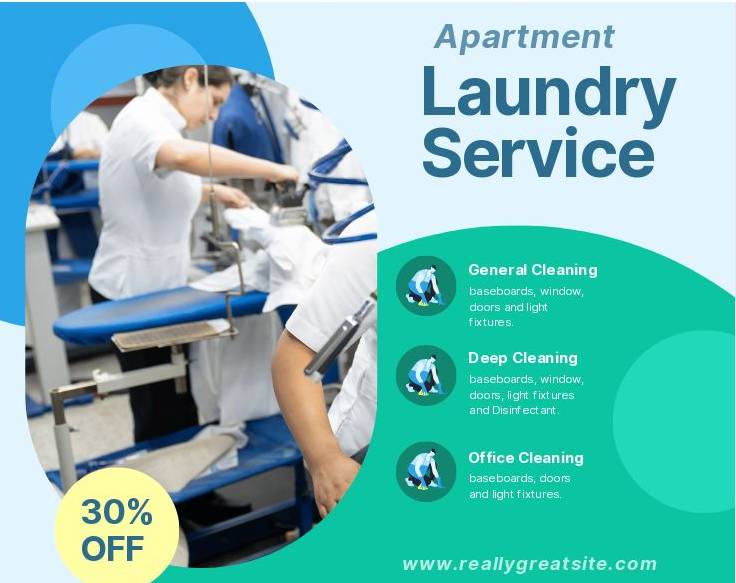 Apartment
Laundry
Service
General Cleaning
baseboards, window,
doors and light
fixtures.
Deep Cleaning
baseboards, window,
doors, light fixtures
and Disinfectant.
Office Cleaning
baseboards, doors
and light fixtures.
30%
OFF
www.reallygreatsite.com